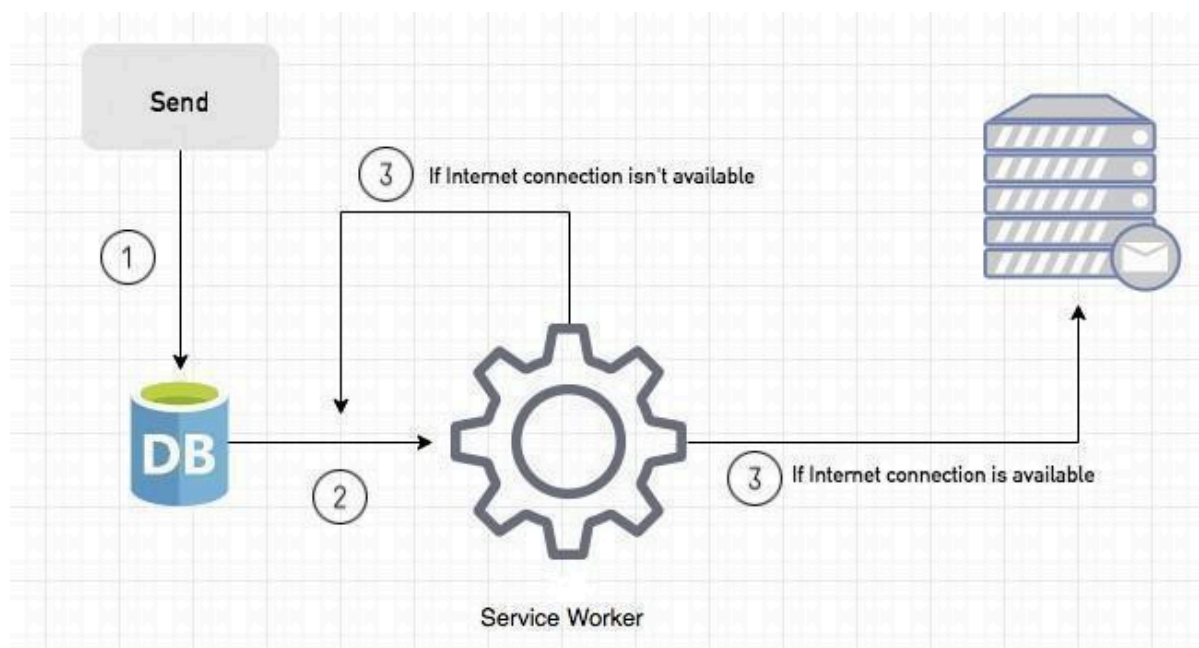 Send
3 If Internet connection isn't available
1
DB
2
3 If Internet connection is available
Service Worker